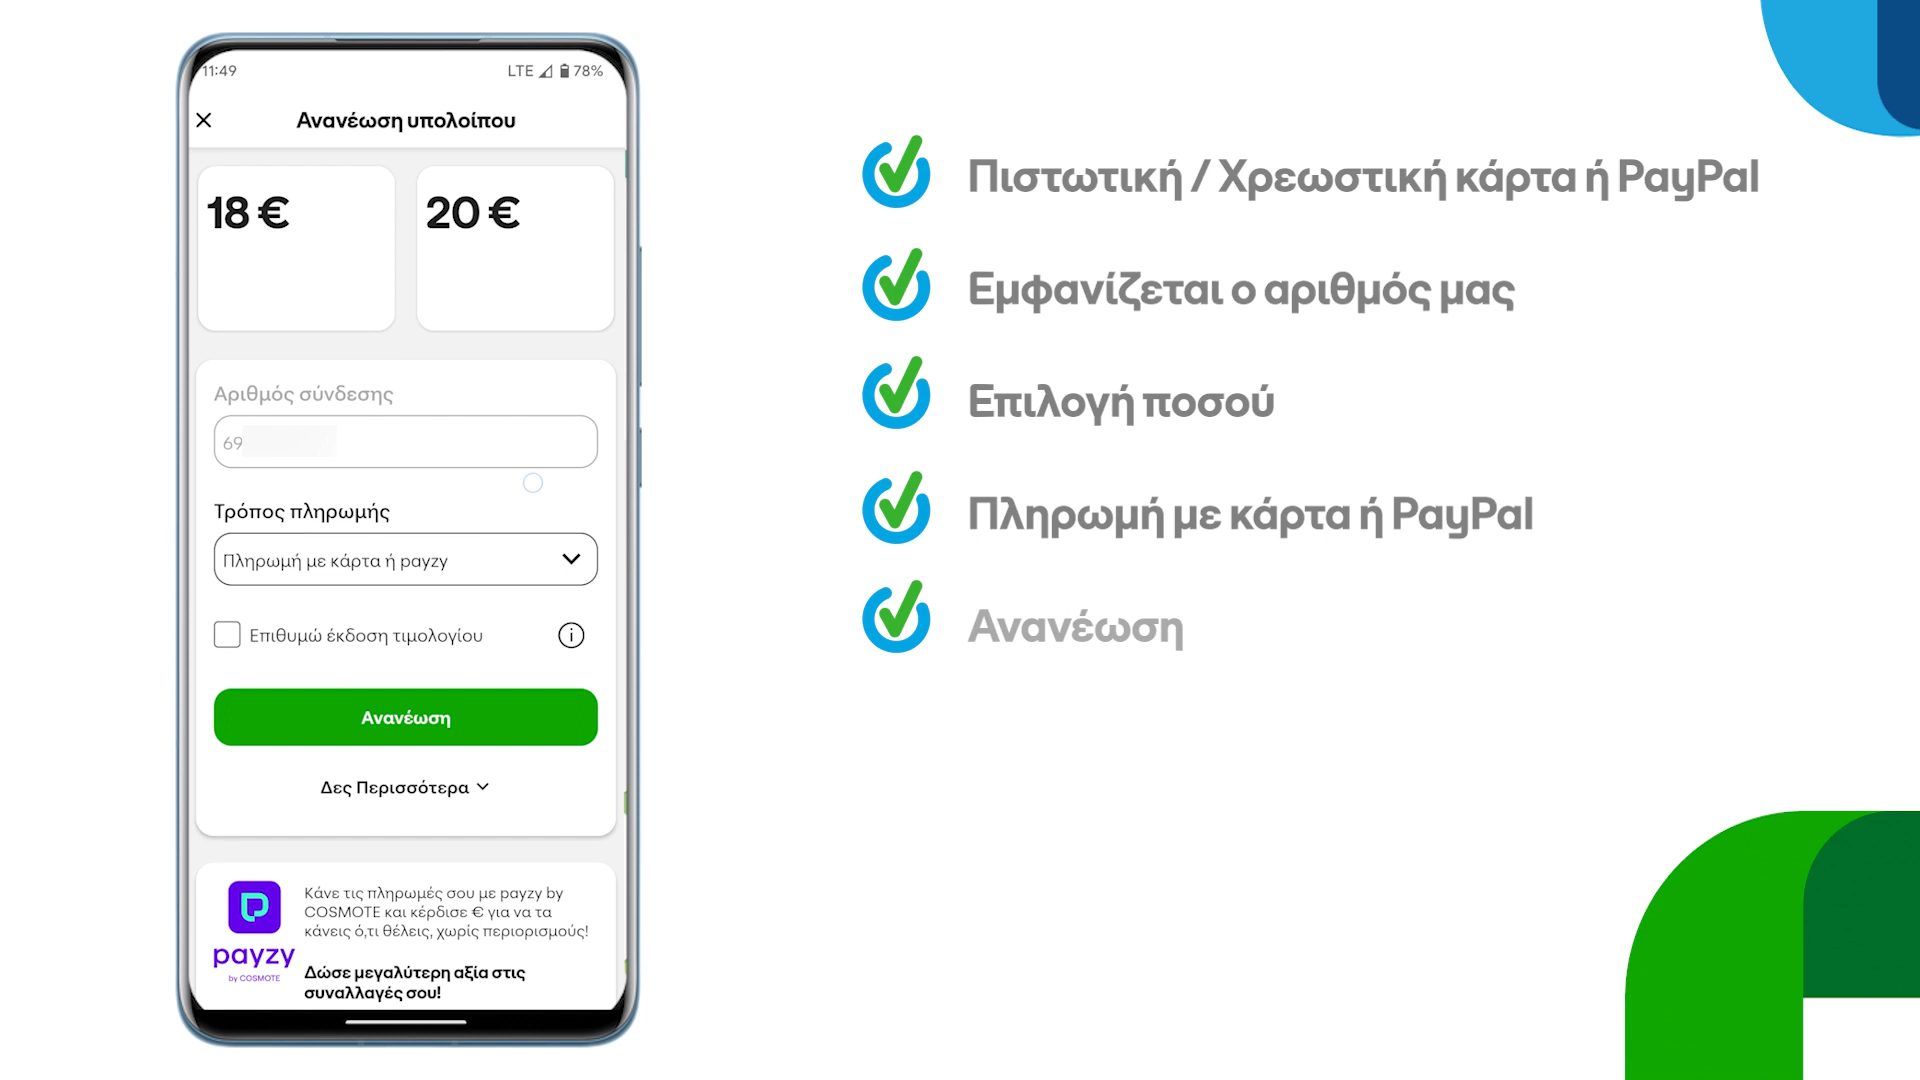 11:49
LTE 78%
Ανανέωση υπολοίπου
18 €
20 €
Αριθμός σύνδεσης
69
Τρόπος πληρωμής
Πληρωμή με κάρτα ή payzy
Επιθυμώ έκδοση τιμολογίου
Ανανέωση
Δες Περισσότερα
payzy
by COSMOTE
Κάνε τις πληρωμές σου με payzy by
COSMOTE και κέρδισε € για να τα
κάνεις ό,τι θέλεις, χωρίς περιορισμούς!
Δώσε μεγαλύτερη αξία στις
συναλλαγές σου!
Πιστωτική / Χρεωστική κάρτα ή PayPal
Εμφανίζεται ο αριθμός μας
Επιλογή ποσού
Πληρωμή με κάρτα ή PayPal
Ανανέωση